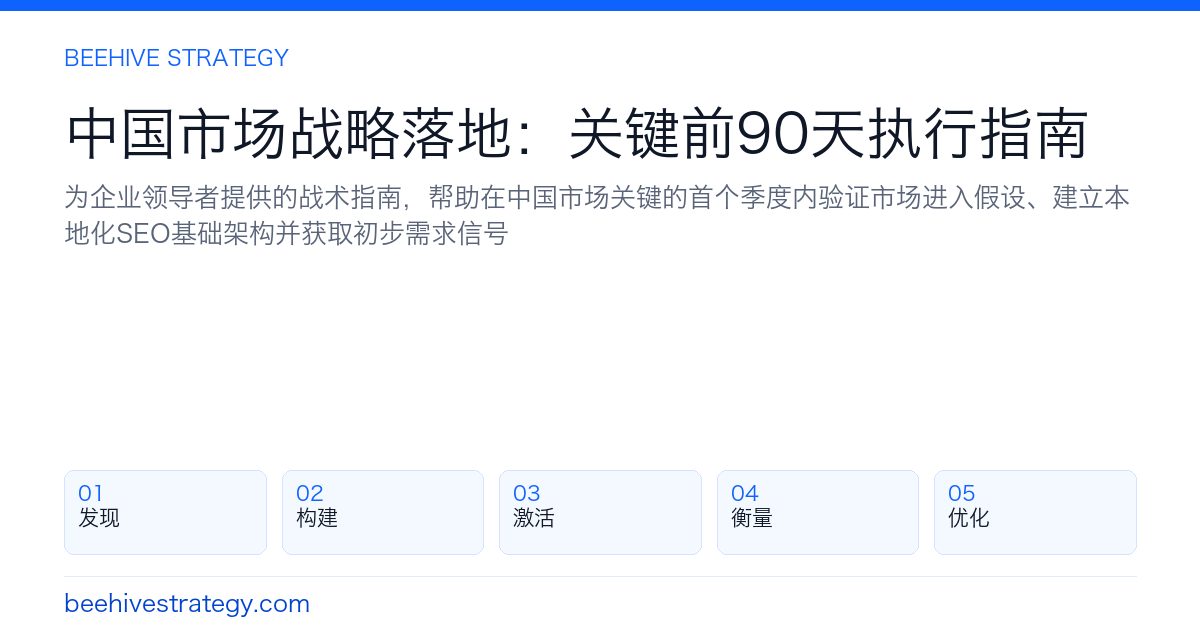 BEEHIVE STRATEGY
中国市场战略落地：关键前90天执行指南
为企业领导者提供的战术指南，帮助在中国市场关键的首个季度内验证市场进入假设、建立本
地化SEO基础架构并获取初步需求信号
01
发现
02
构建
03
激活
04
衡量
05
优化
beehivestrategy.com